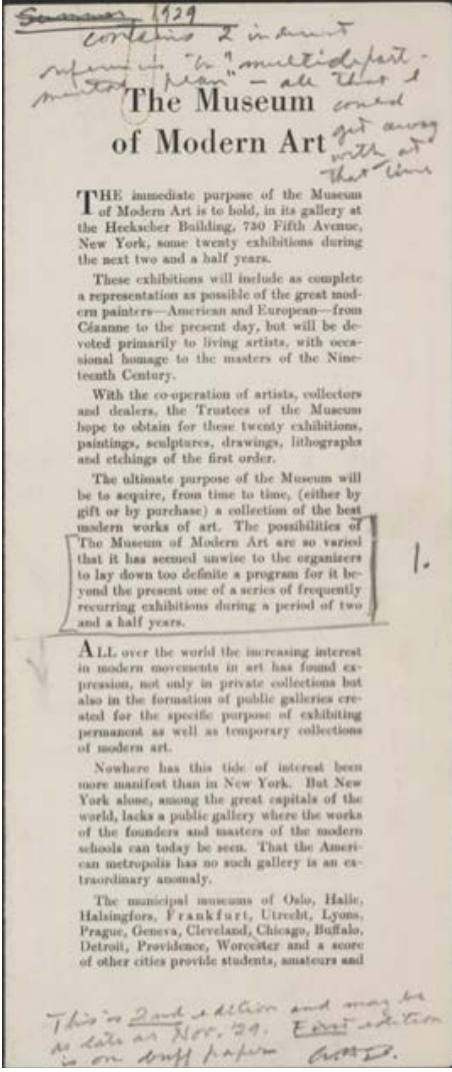 Summer 1929
contains 2 indirect
references to "multidepart-
mental plan" – all that I
could
get away
with at
that time
The Museum
of Modern Art
THE immediate purpose of the Museum
of Modern Art is to hold, in its gallery at
the Heckscher Building, 730 Fifth Avenue,
New York, some twenty exhibitions during
the next two and a half years.
These exhibitions will include as complete
a representation as possible of the great mod-
ern painters—American and European—from
Cézanne to the present day, but will be de-
voted primarily to living artists, with occa-
sional homage to the masters of the Nine-
teenth Century.
With the co-operation of artists, collectors
and dealers, the Trustees of the Museum
hope to obtain for these twenty exhibitions,
paintings, sculptures, drawings, lithographs
and etchings of the first order.
The ultimate purpose of the Museum will
be to acquire, from time to time, (either by
gift or by purchase) a collection of the best
modern works of art. The possibilities of
The Museum of Modern Art are so varied
that it has seemed unwise to the organizers
to lay down too definite a program for it be-
yond the present one of a series of frequently
recurring exhibitions during a period of two
and a half years.
1.
ALL over the world the increasing interest
in modern movements in art has found ex-
pression, not only in private collections but
also in the formation of public galleries cre-
ated for the specific purpose of exhibiting
permanent as well as temporary collections
of modern art.
Nowhere has this tide of interest been
more manifest than in New York. But New
York alone, among the great capitals of the
world, lacks a public gallery where the works
of the founders and masters of the modern
schools can today be seen. That the Ameri-
can metropolis has no such gallery is an ex-
traordinary anomaly.
The municipal museums of Oslo, Halle,
Halsingfors, Frankfurt, Utrecht, Lyons,
Prague, Geneva, Cleveland, Chicago, Buffalo,
Detroit, Providence, Worcester and a score
of other cities provide students, amateurs and
This is 2nd edition and may be
as late as Nov. '29. First edition
is on buff paper